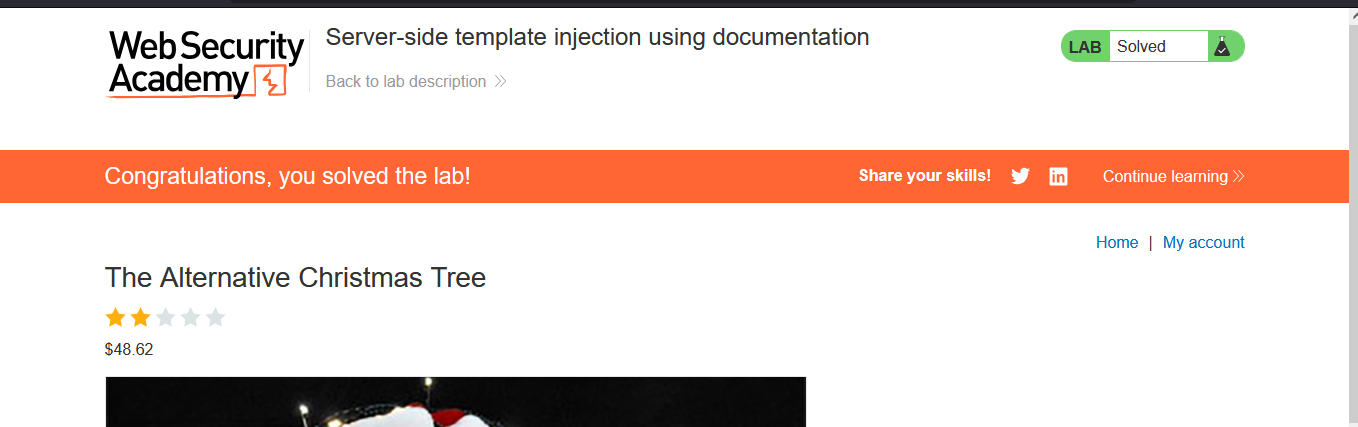 Web Security
Academy
Server-side template injection using documentation
Back to lab description
LAB Solved
Congratulations, you solved the lab!
Share your skills!
Continue learning
Home | My account
The Alternative Christmas Tree
$48.62